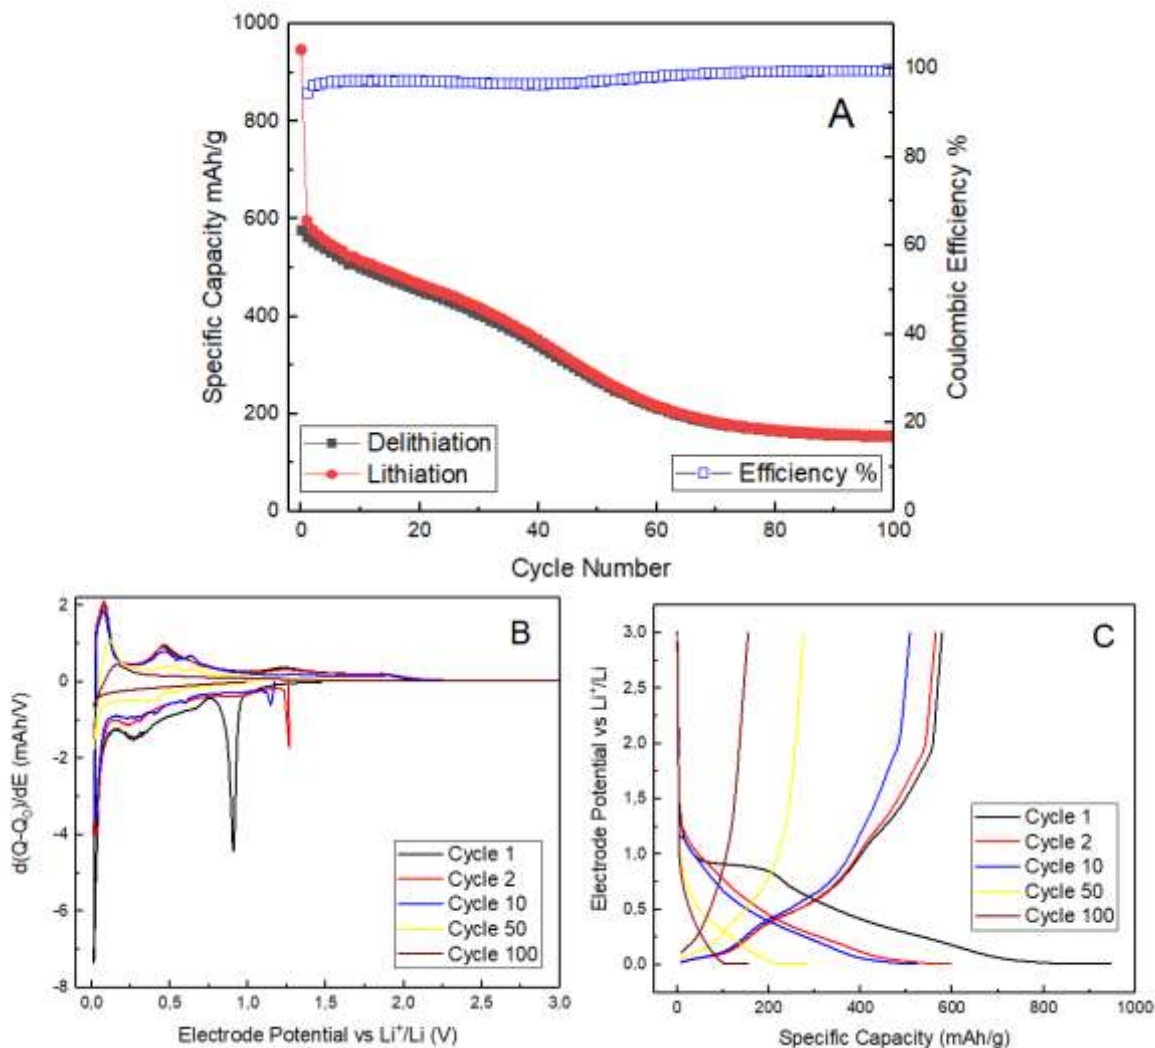 1000
800
600
400
200
0
Specific Capacity mAh/g
100
80
60
40
20
0
Coulombic Efficiency %
A
Delithiation
Lithiation
Efficiency %
0 20 40 60 80 100
Cycle Number
2
0
-2
-4
-6
-8
d(Q-Q₀)/dE (mAh/V)
B
Cycle 1
Cycle 2
Cycle 10
Cycle 50
Cycle 100
0,0 0,5 1,0 1,5 2,0 2,5 3,0
Electrode Potential vs Li⁺/Li (V)
3.0
2.5
2.0
1.5
1.0
0.5
0.0
Electrode Potential vs Li⁺/Li
C
Cycle 1
Cycle 2
Cycle 10
Cycle 50
Cycle 100
0 200 400 600 800 1000
Specific Capacity (mAh/g)